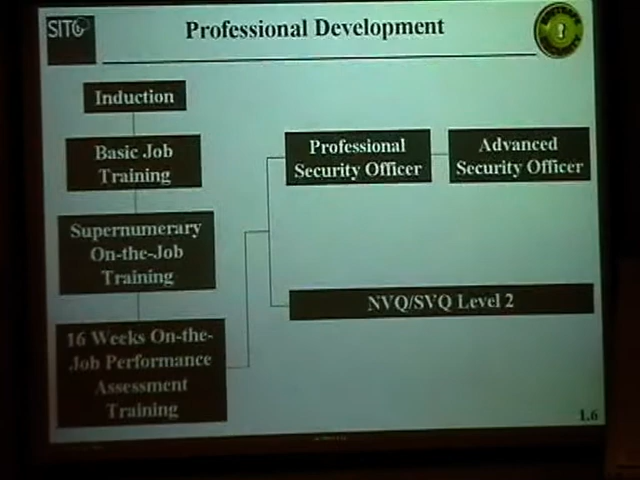 SITO
Professional Development
Induction
Basic Job
Training
Supernumerary
On-the-Job
Training
16 Weeks On-the-
Job Performance
Assessment
Training
Professional
Security Officer
Advanced
Security Officer
NVQ/SVQ Level 2
1.6